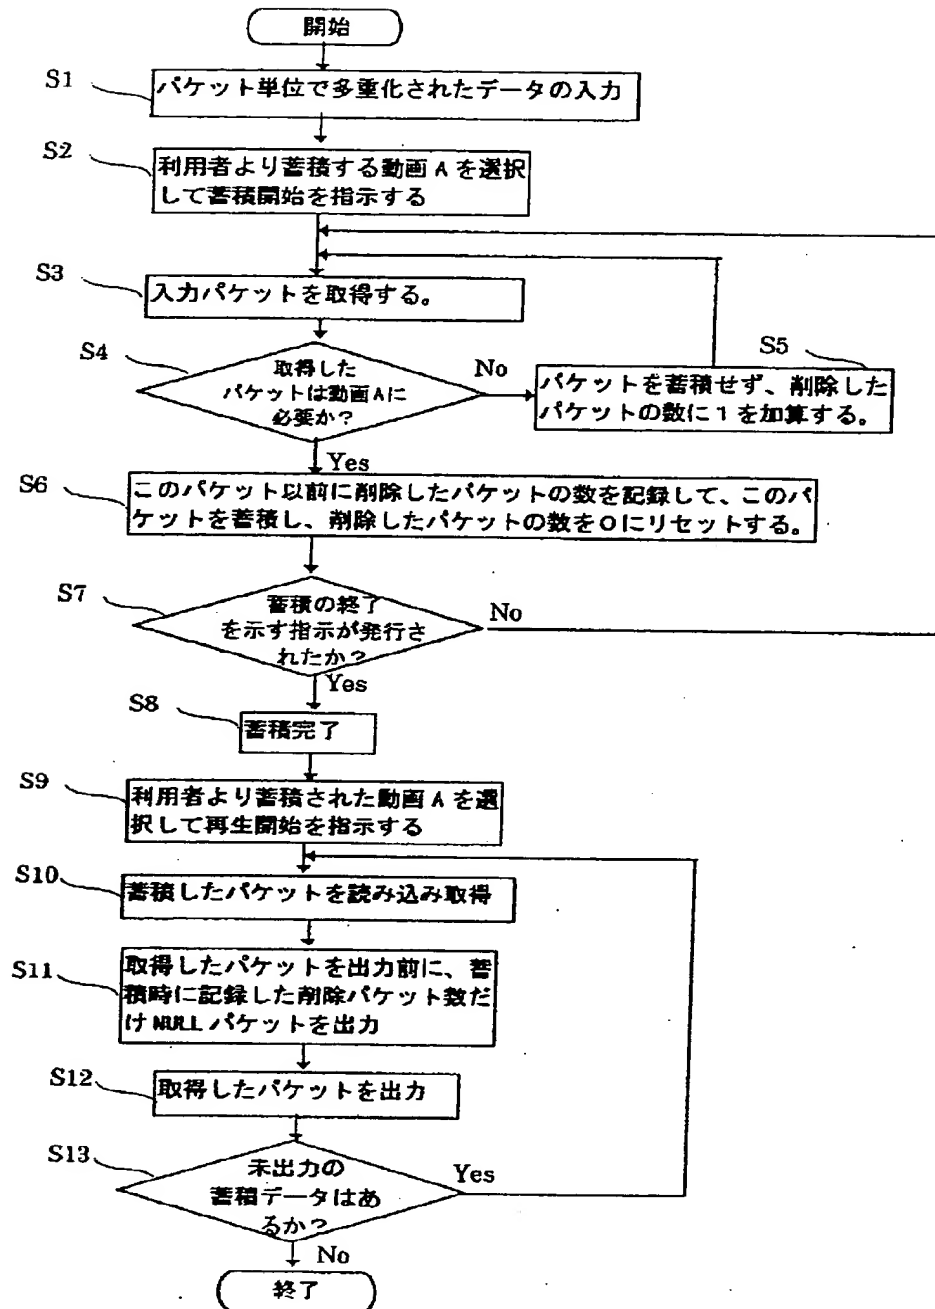 開始
S1
パケット単位で多重化されたデータの入力
S2
利用者より蓄積する動画Aを選択
して蓄積開始を指示する
S3
入力パケットを取得する。
S4
取得した
パケットは動画Aに
必要か？
No
S5
パケットを蓄積せず、削除した
パケットの数に1を加算する。
Yes
S6
このパケット以前に削除したパケットの数を記録して、このパ
ケットを蓄積し、削除したパケットの数を0にリセットする。
S7
蓄積の終了
を示す指示が発行さ
れたか？
No
Yes
S8
蓄積完了
S9
利用者より蓄積された動画Aを選
択して再生開始を指示する
S10
蓄積したパケットを読み込み取得
S11
取得したパケットを出力前に、蓄
積時に記録した削除パケット数だ
けNULLパケットを出力
S12
取得したパケットを出力
S13
未出力の
蓄積データはあ
るか？
Yes
No
終了